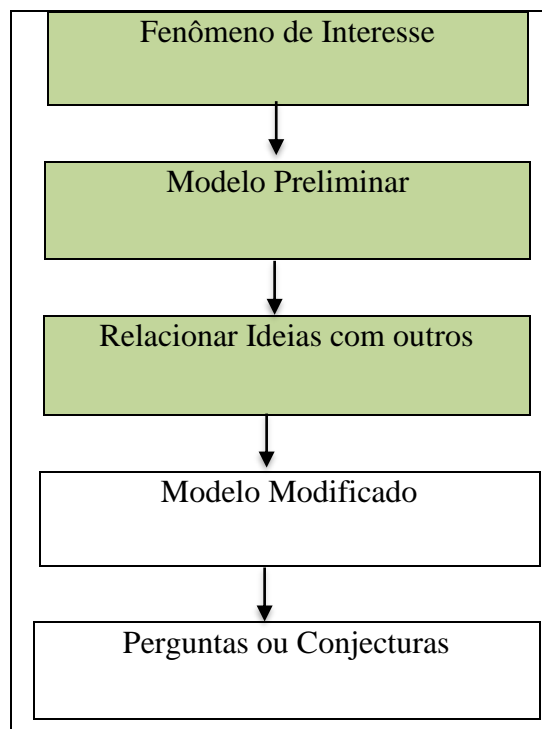 Fenômeno de Interesse
Modelo Preliminar
Relacionar Ideias com outros
Modelo Modificado
Perguntas ou Conjecturas